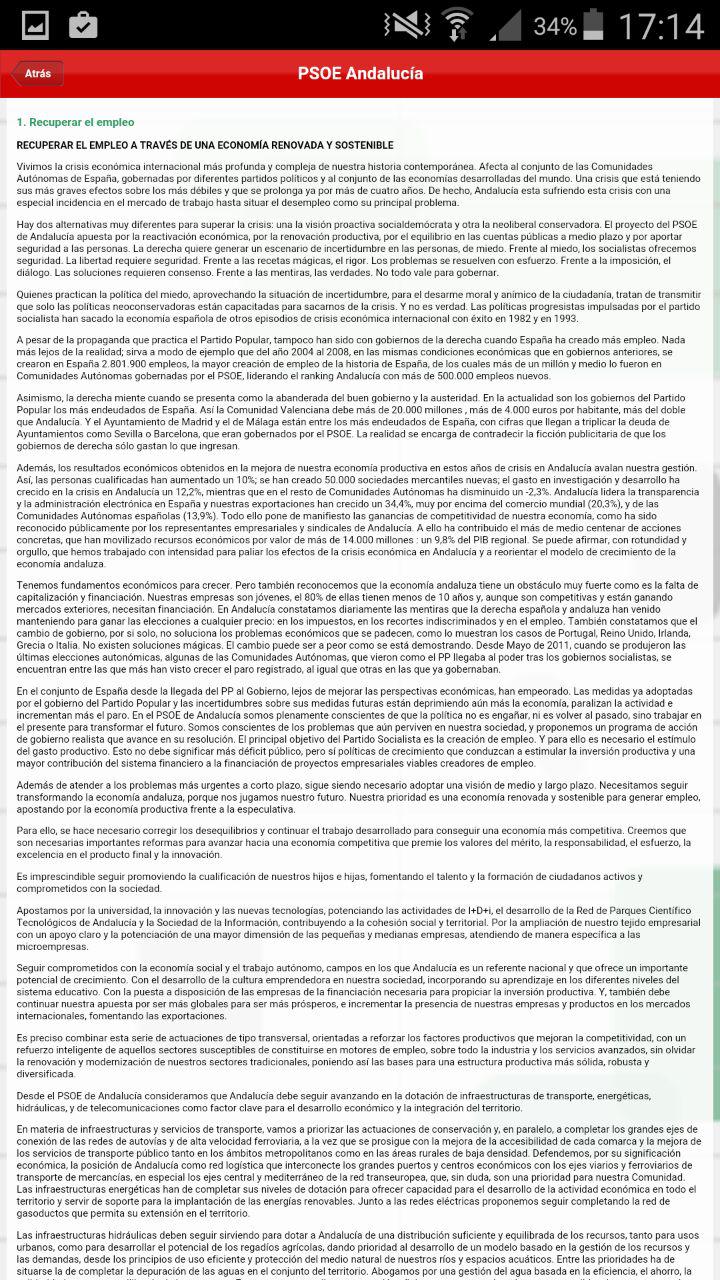 34% 17:14
Atrás
PSOE Andalucía
1. Recuperar el empleo
RECUPERAR EL EMPLEO A TRAVÉS DE UNA ECONOMÍA RENOVADA Y SOSTENIBLE
Vivimos la crisis económica internacional más profunda y compleja de nuestra historia contemporánea. Afecta al conjunto de las Comunidades
Autónomas de España, gobernadas por diferentes partidos políticos y al conjunto de las economías desarrolladas del mundo. Una crisis que está teniendo
sus más graves efectos sobre los más débiles y que se prolonga ya por más de cuatro años. De hecho, Andalucía esta sufriendo esta crisis con una
especial incidencia en el mercado de trabajo hasta situar el desempleo como su principal problema.
Hay dos alternativas muy diferentes para superar la crisis: una la visión proactiva socialdemócrata y otra la neoliberal conservadora. El proyecto del PSOE
de Andalucía apuesta por la reactivación económica, por la renovación productiva, por el equilibrio en las cuentas públicas a medio plazo y por aportar
seguridad a las personas. La derecha quiere generar un escenario de incertidumbre en las personas, de miedo. Frente al miedo, los socialistas ofrecemos
seguridad. La libertad requiere seguridad. Frente a las recetas mágicas, el rigor. Los problemas se resuelven con esfuerzo. Frente a la imposición, el
diálogo. Las soluciones requieren consenso. Frente a las mentiras, las verdades. No todo vale para gobernar.
Quienes practican la política del miedo, aprovechando la situación de incertidumbre, para el desarme moral y anímico de la ciudadanía, tratan de transmitir
que solo las políticas neoconservadoras están capacitadas para sacarnos de la crisis. Y no es verdad. Las políticas progresistas impulsadas por el partido
socialista han sacado la economía española de otros episodios de crisis económica internacional con éxito en 1982 y en 1993.
A pesar de la propaganda que practica el Partido Popular, tampoco han sido con gobiernos de la derecha cuando España ha creado más empleo. Nada
más lejos de la realidad; sirva a modo de ejemplo que del año 2004 al 2008, en las mismas condiciones económicas que en gobiernos anteriores, se
crearon en España 2.801.900 empleos, la mayor creación de empleo de la historia de España, de los cuales más de un millón y medio lo fueron en
Comunidades Autónomas gobernadas por el PSOE, liderando el ranking Andalucía con más de 500.000 empleos nuevos.
Asimismo, la derecha miente cuando se presenta como la abanderada del buen gobierno y la austeridad. En la actualidad son los gobiernos del Partido
Popular los más endeudados de España. Así la Comunidad Valenciana debe más de 20.000 millones , más de 4.000 euros por habitante, más del doble
que Andalucía. Y el Ayuntamiento de Madrid y el de Málaga están entre los más endeudados de España, con cifras que llegan a triplicar la deuda de
Ayuntamientos como Sevilla o Barcelona, que eran gobernados por el PSOE. La realidad se encarga de contradecir la ficción publicitaria de que los
gobiernos de derecha sólo gastan lo que ingresan.
Además, los resultados económicos obtenidos en la mejora de nuestra economía productiva en estos años de crisis en Andalucía avalan nuestra gestión.
Así, las personas cualificadas han aumentado un 10%; se han creado 50.000 sociedades mercantiles nuevas; el gasto en investigación y desarrollo ha
crecido en la crisis en Andalucía un 12,2%, mientras que en el resto de Comunidades Autónomas ha disminuido un -2,3%. Andalucía lidera la transparencia
y la administración electrónica en España y nuestras exportaciones han crecido un 34,4%, muy por encima del comercio mundial (20,3%), y de las
Comunidades Autónomas españolas (13,9%). Todo ello pone de manifiesto las ganancias de competitividad de nuestra economía, como ha sido
reconocido públicamente por los representantes empresariales y sindicales de Andalucía. A ello ha contribuido el más de medio centenar de acciones
concretas, que han movilizado recursos económicos por valor de más de 14.000 millones : un 9,8% del PIB regional. Se puede afirmar, con rotundidad y
orgullo, que hemos trabajado con intensidad para paliar los efectos de la crisis económica en Andalucía y a reorientar el modelo de crecimiento de la
economía andaluza.
Tenemos fundamentos económicos para crecer. Pero también reconocemos que la economía andaluza tiene un obstáculo muy fuerte como es la falta de
capitalización y financiación. Nuestras empresas son jóvenes, el 80% de ellas tienen menos de 10 años y, aunque son competitivas y están ganando
mercados exteriores, necesitan financiación. En Andalucía constatamos diariamente las mentiras que la derecha española y andaluza han venido
manteniendo para ganar las elecciones a cualquier precio: en los impuestos, en los recortes indiscriminados y en el empleo. También constatamos que el
cambio de gobierno, por si solo, no soluciona los problemas económicos que se padecen, como lo muestran los casos de Portugal, Reino Unido, Irlanda,
Grecia o Italia. No existen soluciones mágicas. El cambio puede ser a peor como se está demostrando. Desde Mayo de 2011, cuando se produjeron las
últimas elecciones autonómicas, algunas de las Comunidades Autónomas, que vieron como el PP llegaba al poder tras los gobiernos socialistas, se
encuentran entre las que más han visto crecer el paro registrado, al igual que otras en las que ya gobernaban.
En el conjunto de España desde la llegada del PP al Gobierno, lejos de mejorar las perspectivas económicas, han empeorado. Las medidas ya adoptadas
por el gobierno del Partido Popular y las incertidumbres sobre sus medidas futuras están deprimiendo aún más la economía, paralizan la actividad e
incrementan más el paro. En el PSOE de Andalucía somos plenamente conscientes de que la política no es engañar, ni es volver al pasado, sino trabajar en
el presente para transformar el futuro. Somos conscientes de los problemas que aún perviven en nuestra sociedad, y proponemos un programa de acción
de gobierno realista que avance en su resolución. El principal objetivo del Partido Socialista es la creación de empleo. Y para ello es necesario el estímulo
del gasto productivo. Esto no debe significar más déficit público, pero sí políticas de crecimiento que conduzcan a estimular la inversión productiva y una
mayor contribución del sistema financiero a la financiación de proyectos empresariales viables creadores de empleo.
Además de atender a los problemas más urgentes a corto plazo, sigue siendo necesario adoptar una visión de medio y largo plazo. Necesitamos seguir
transformando la economía andaluza, porque nos jugamos nuestro futuro. Nuestra prioridad es una economía renovada y sostenible para generar empleo,
apostando por la economía productiva frente a la especulativa.
Para ello, se hace necesario corregir los desequilibrios y continuar el trabajo desarrollado para conseguir una economía más competitiva. Creemos que
son necesarias importantes reformas para avanzar hacia una economía competitiva que premie los valores del mérito, la responsabilidad, el esfuerzo, la
excelencia en el producto final y la innovación.
Es imprescindible seguir promoviendo la cualificación de nuestros hijos e hijas, fomentando el talento y la formación de ciudadanos activos y
comprometidos con la sociedad.
Apostamos por la universidad, la innovación y las nuevas tecnologías, potenciando las actividades de I+D+i, el desarrollo de la Red de Parques Científico
Tecnológicos de Andalucía y la Sociedad de la Información, contribuyendo a la cohesión social y territorial. Por la ampliación de nuestro tejido empresarial
con un apoyo claro y la potenciación de una mayor dimensión de las pequeñas y medianas empresas, atendiendo de manera específica a las
microempresas.
Seguir comprometidos con la economía social y el trabajo autónomo, campos en los que Andalucía es un referente nacional y que ofrece un importante
potencial de crecimiento. Con el desarrollo de la cultura emprendedora en nuestra sociedad, incorporando su aprendizaje en los diferentes niveles del
sistema educativo. Con la puesta a disposición de las empresas de la financiación necesaria para propiciar la inversión productiva. Y, también debe
continuar nuestra apuesta por ser más globales para ser más prósperos, e incrementar la presencia de nuestras empresas y productos en los mercados
internacionales, fomentando las exportaciones.
Es preciso combinar esta serie de actuaciones de tipo transversal, orientadas a reforzar los factores productivos que mejoran la competitividad, con un
refuerzo inteligente de aquellos sectores susceptibles de constituirse en motores de empleo, sobre todo la industria y los servicios avanzados, sin olvidar
la renovación y modernización de nuestros sectores tradicionales, poniendo así las bases para una estructura productiva más sólida, robusta y
diversificada.
Desde el PSOE de Andalucía consideramos que Andalucía debe seguir avanzando en la dotación de infraestructuras de transporte, energéticas,
hidráulicas, y de telecomunicaciones como factor clave para el desarrollo económico y la integración del territorio.
En materia de infraestructuras y servicios de transporte, vamos a priorizar las actuaciones de conservación y, en paralelo, a completar los grandes ejes de
conexión de las redes de autovías y de alta velocidad ferroviaria, a la vez que se prosigue con la mejora de la accesibilidad de cada comarca y la mejora de
los servicios de transporte público tanto en los ámbitos metropolitanos como en las áreas rurales de baja densidad. Defendemos, por su significación
económica, la posición de Andalucía como red logística que interconecte los grandes puertos y centros económicos con los ejes viarios y ferroviarios de
transporte de mercancías, en especial los ejes central y mediterráneo de la red transeuropea, que, sin duda, son una prioridad para nuestra Comunidad.
Las infraestructuras energéticas han de completar sus niveles de dotación para ofrecer capacidad para el desarrollo de la actividad económica en todo el
territorio y servir de soporte para la implantación de las energías renovables. Junto a las redes eléctricas proponemos seguir completando la red de
gasoductos que permita su extensión en el territorio.
Las infraestructuras hidráulicas deben seguir sirviendo para dotar a Andalucía de una distribución suficiente y equilibrada de los recursos, tanto para usos
urbanos, como para desarrollar el potencial de los regadíos agrícolas, dando prioridad al desarrollo de un modelo basado en la gestión de los recursos y
las demandas, desde los principios de uso eficiente y protección del medio natural de nuestros ríos y espacios acuáticos. Entre las prioridades ha de
situarse la de completar la depuración de las aguas en el conjunto del territorio. Abogamos por una gestión del agua basada en la eficiencia, el ahorro, la